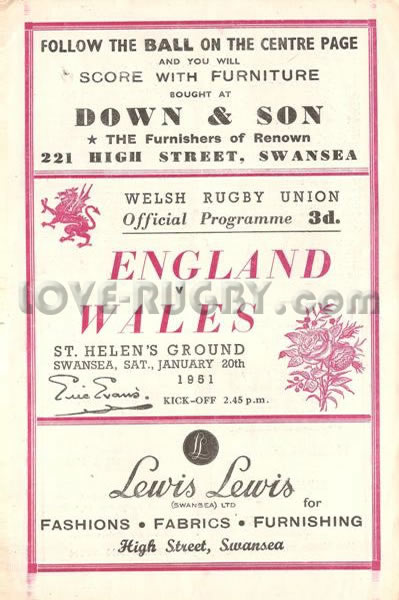 FOLLOW THE BALL ON THE CENTRE PAGE
AND YOU WILL
SCORE WITH FURNITURE
BOUGHT AT
DOWN & SON
★ THE Furnishers of Renown
221 HIGH STREET, SWANSEA
WELSH RUGBY UNION
Official Programme 3d.
ENGLAND
v
LOVE-RUGBY.com
WALES
ST. HELEN'S GROUND
SWANSEA, SAT., JANUARY 20th
1951
Eric Evans.
KICK-OFF 2.45 p.m.
LL
Lewis Lewis
(SWANSEA) LTD
for
FASHIONS • FABRICS • FURNISHING
High Street, Swansea